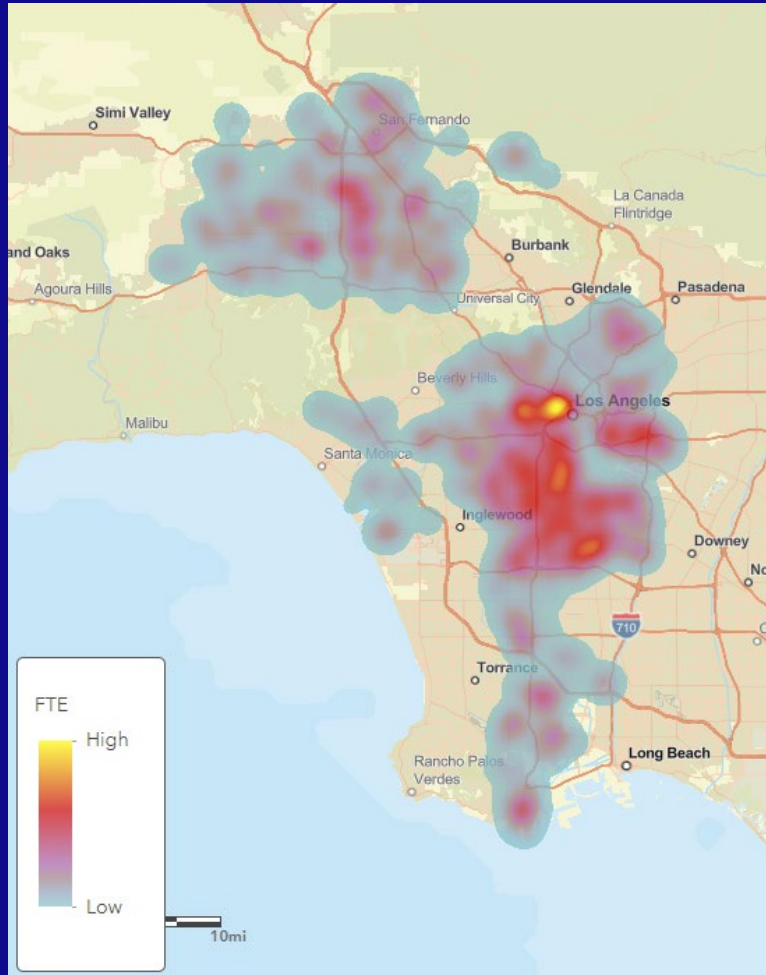 Simi Valley
San Fernando
La Canada
Flintridge
and Oaks
Burbank
Agoura Hills
Glendale
Pasadena
Universal City
Beverly Hills
Los Angeles
Malibu
Santa Monica
Inglewood
Downey
No
710
Torrance
Rancho Palos
Verdes
Long Beach
FTE
High
Low
10mi